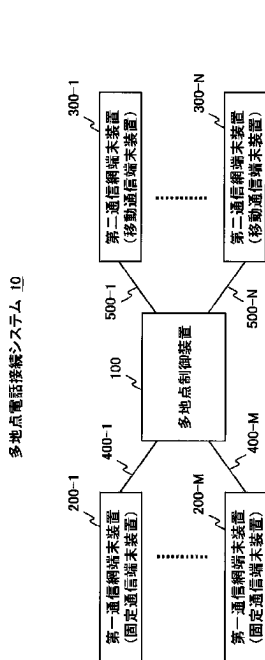 多地点電話接続システム 10
200-1
第一通信網端末装置
(固定通信端末装置)
400-1
100
多地点制御装置
500-1
300-1
第二通信網端末装置
(移動通信端末装置)
200-M
第一通信網端末装置
(固定通信端末装置)
400-M
500-N
300-N
第二通信網端末装置
(移動通信端末装置)